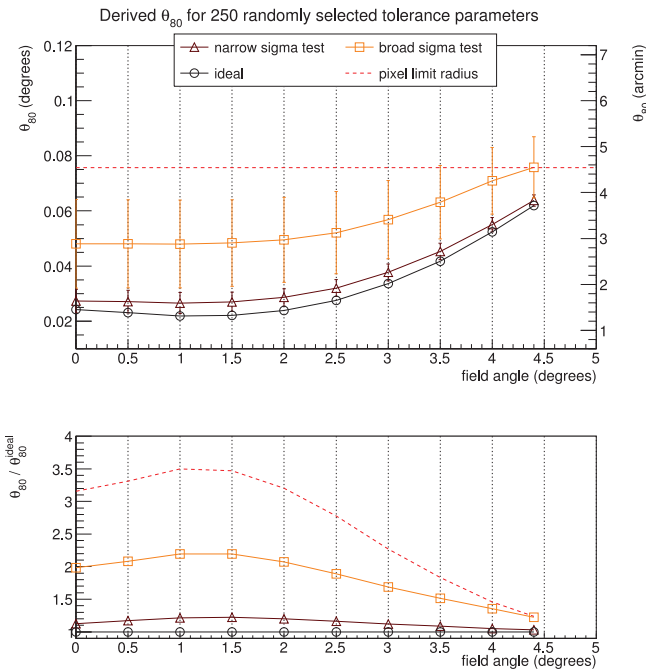 Derived θ80 for 250 randomly selected tolerance parameters
narrow sigma test
broad sigma test
ideal
pixel limit radius
θ80 (degrees)
0.12
0.1
0.08
0.06
0.04
0.02
θ80 (arcmin)
7
6
5
4
3
2
1
0 0.5 1 1.5 2 2.5 3 3.5 4 4.5 5
field angle (degrees)
θ80 / θ80^ideal
4
3.5
3
2.5
2
1.5
1
0 0.5 1 1.5 2 2.5 3 3.5 4 4.5 5
field angle (degrees)